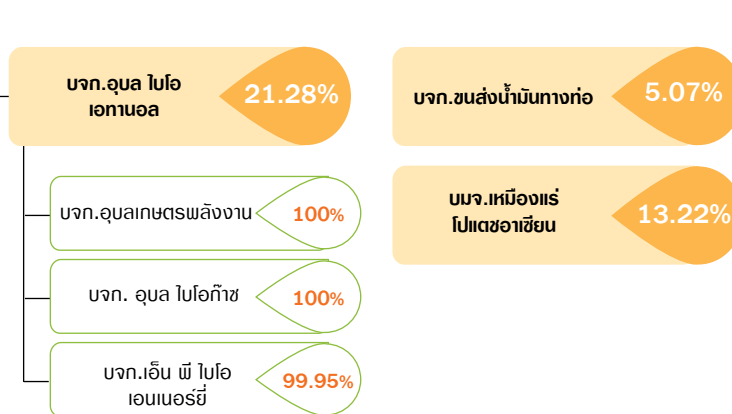 บจก.อุบล ไบโอ
เอทานอล
21.28%
บจก.อุบลเกษตรพลังงาน
100%
บจก. อุบล ไบโอก๊าซ
100%
บจก.เอ็น พี ไบโอ
เอนเนอร์ยี่
99.95%
บจก.ขนส่งน้ำมันทางท่อ
5.07%
บมจ.เหมืองแร่
โปแตชอาเซียน
13.22%